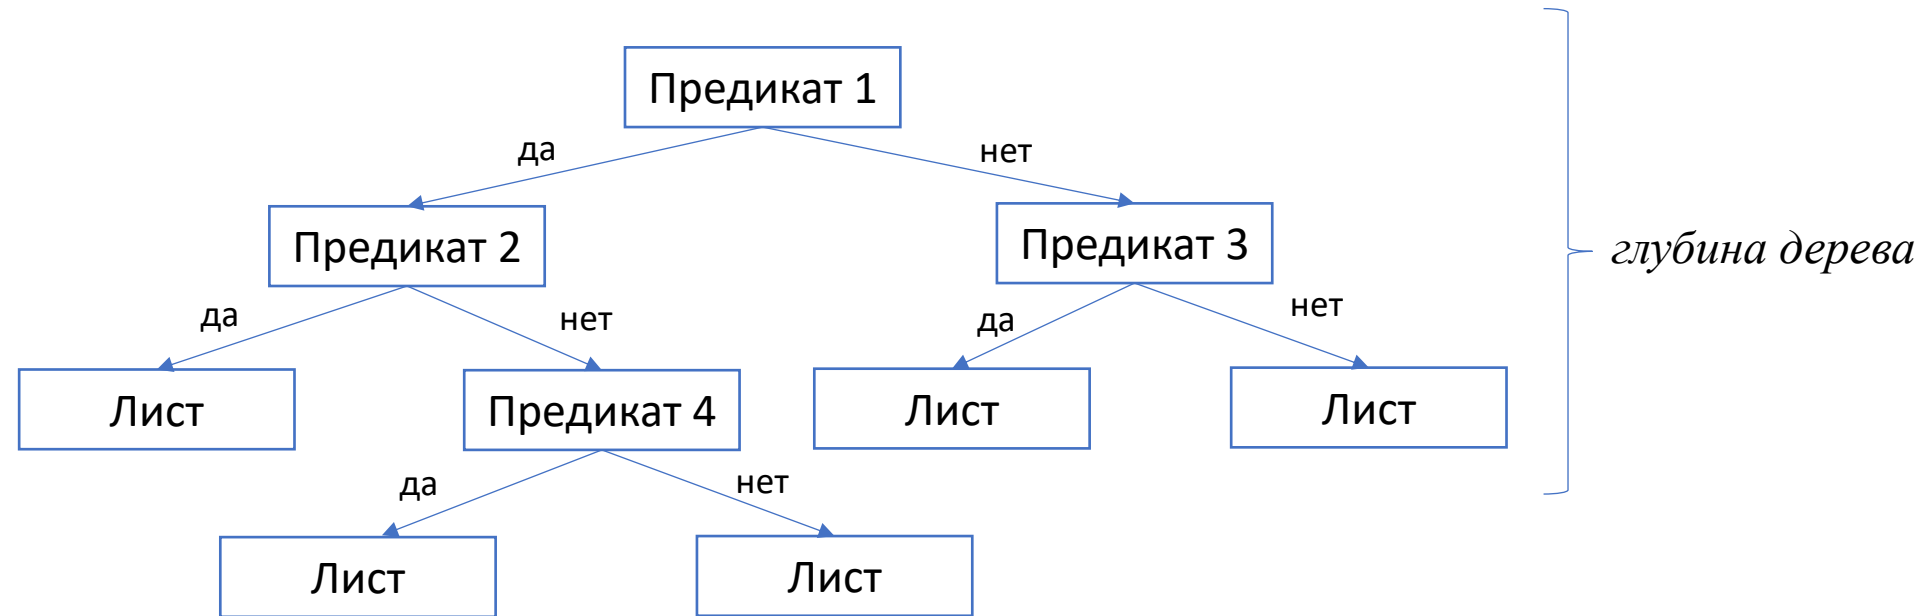 Предикат 1
да
нет
Предикат 2
Предикат 3
глубина дерева
да
нет
да
нет
Лист
Предикат 4
Лист
Лист
да
нет
Лист
Лист